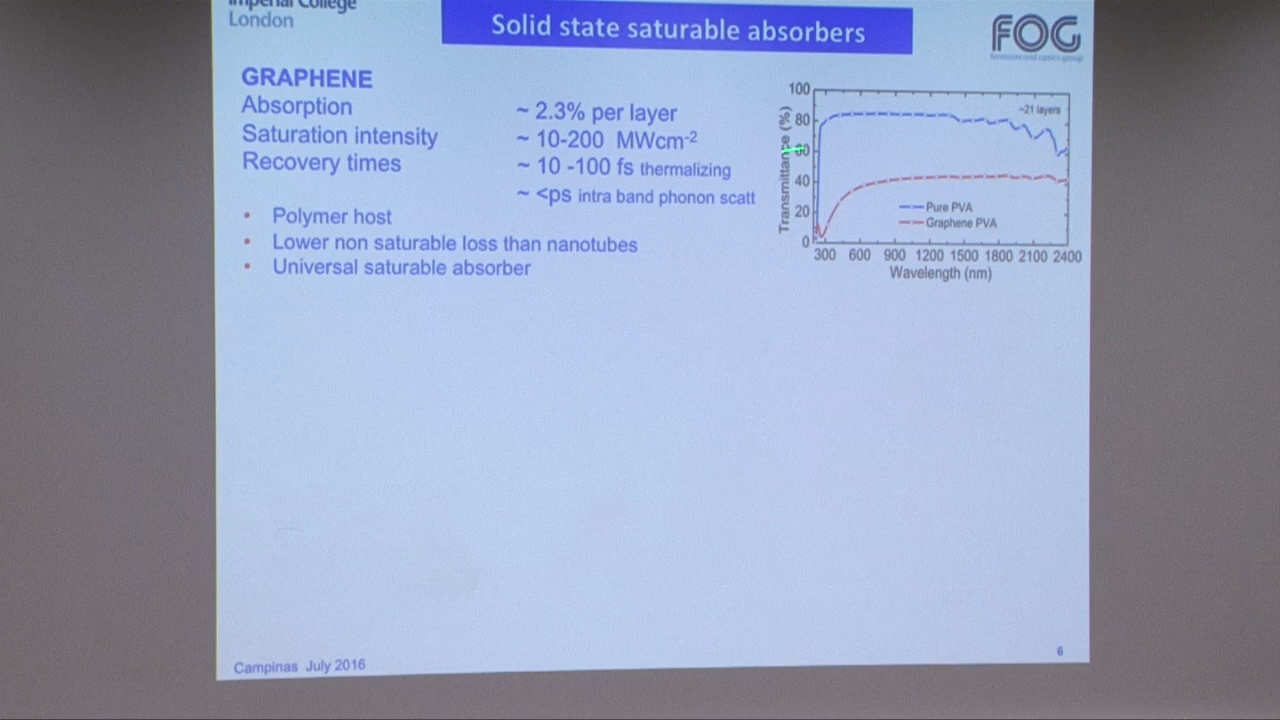 Imperial College
London
Solid state saturable absorbers
FOG
femtosecond optics group
GRAPHENE
Absorption ~ 2.3% per layer
Saturation intensity ~ 10-200 MWcm-2
Recovery times ~ 10 -100 fs thermalizing
~ <ps intra band phonon scatt
• Polymer host
• Lower non saturable loss than nanotubes
• Universal saturable absorber
Transmittance (%)
100
80
60
40
20
0
~21 layers
Pure PVA
Graphene PVA
300 600 900 1200 1500 1800 2100 2400
Wavelength (nm)
Campinas July 2016
6